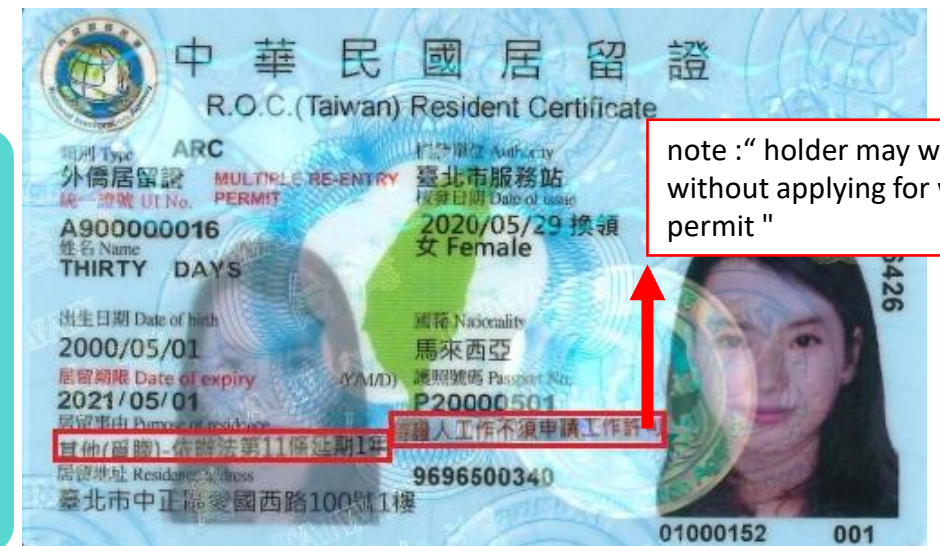 中華民國居留證
R.O.C.(Taiwan) Resident Certificate
類別 Type ARC
外僑居留證 MULTIPLE RE-ENTRY PERMIT
統一證號 UI No.
A900000016
姓名 Name
THIRTY DAYS
Authority
臺北市服務站
核發日期 Date of issue
2020/05/29 換領
女 Female
出生日期 Date of birth
2000/05/01
國籍 Nationality
馬來西亞
居留期限 Date of expiry (Y/M/D)
2021/05/01
護照號碼 Passport No.
P20000501
居留事由 Purpose of residence
其他(覓職)-依辦法第11條延期1年
證人工作不須申請工作許可
居留地址 Residence address
臺北市中正區愛國西路100號1樓
9696500340
note :“ holder may w
without applying for
permit "
6426
01000152 001